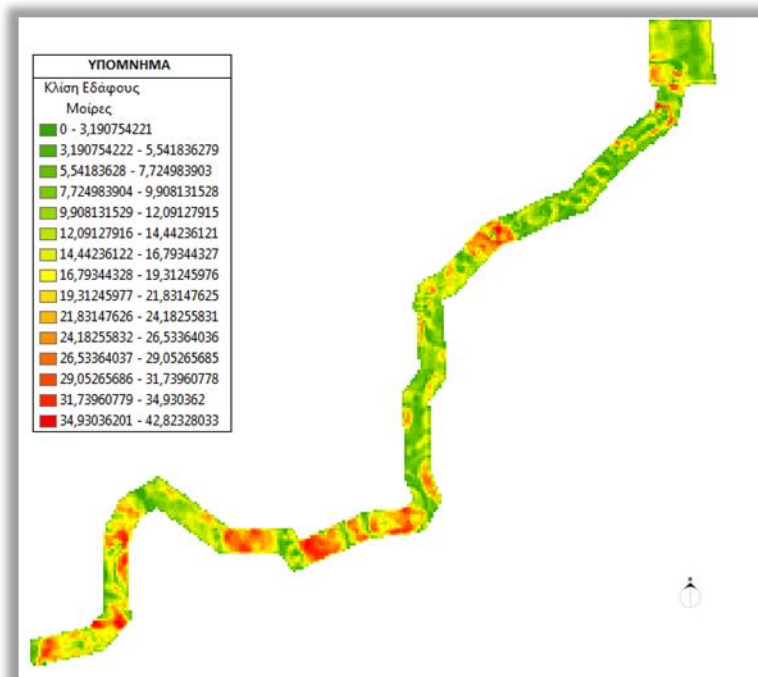 ΥΠΟΜΝΗΜΑ
Κλίση Εδάφους
Μοίρες
0 - 3,190754221
3,190754222 - 5,541836279
5,54183628 - 7,724983903
7,724983904 - 9,908131528
9,908131529 - 12,09127915
12,09127916 - 14,44236121
14,44236122 - 16,79344327
16,79344328 - 19,31245976
19,31245977 - 21,83147625
21,83147626 - 24,18255831
24,18255832 - 26,53364036
26,53364037 - 29,05265685
29,05265686 - 31,73960778
31,73960779 - 34,930362
34,93036201 - 42,82328033